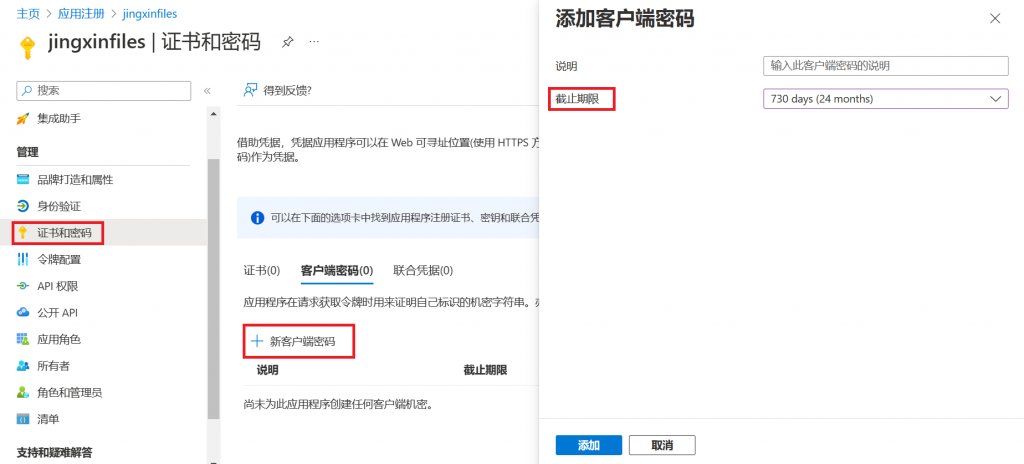 主页 > 应用注册 > jingxinfiles
jingxinfiles | 证书和密码
搜索
集成助手
管理
品牌打造和属性
身份验证
证书和密码
令牌配置
API 权限
公开 API
应用角色
所有者
角色和管理员
清单
支持和疑难解答
得到反馈?
借助凭据，凭据应用程序可以在 Web 可寻址位置(使用 HTTPS 方
码)作为凭据。
可以在下面的选项卡中找到应用程序注册证书、密钥和联合凭
证书(0) 客户端密码(0) 联合凭据(0)
应用程序在请求获取令牌时用来证明自己标识的机密字符串。
新客户端密码
说明 截止期限
尚未为此应用程序创建任何客户端机密。
添加客户端密码
说明 输入此客户端密码的说明
截止期限 730 days (24 months)
添加 取消